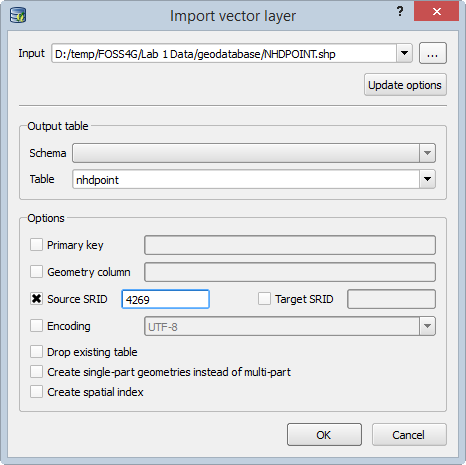 Import vector layer
?
Input D:/temp/FOSS4G/Lab 1 Data/geodatabase/NHDPOINT.shp ...
Update options
Output table
Schema
Table nhdpoint
Options
Primary key
Geometry column
Source SRID 4269 Target SRID
Encoding UTF-8
Drop existing table
Create single-part geometries instead of multi-part
Create spatial index
OK Cancel